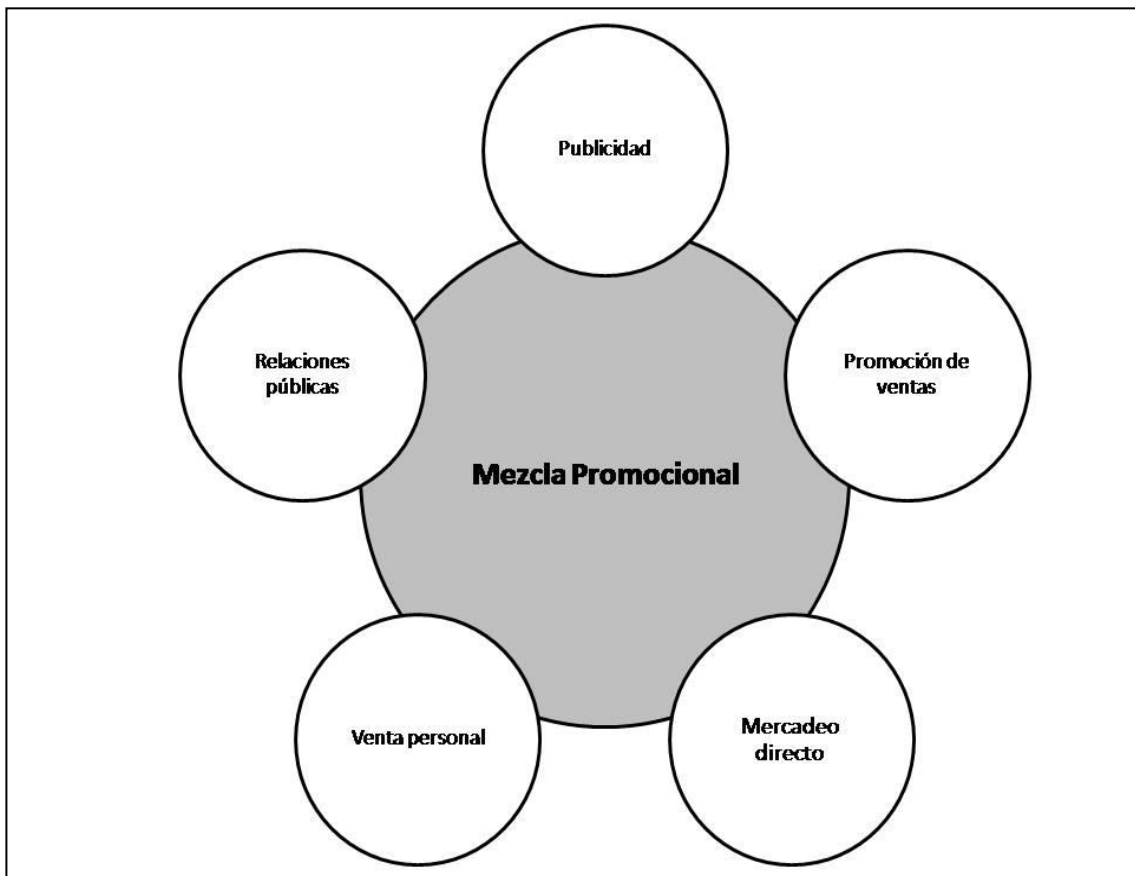 Publicidad
Relaciones
públicas
Promoción de
ventas
Mezcla Promocional
Venta personal
Mercadeo
directo